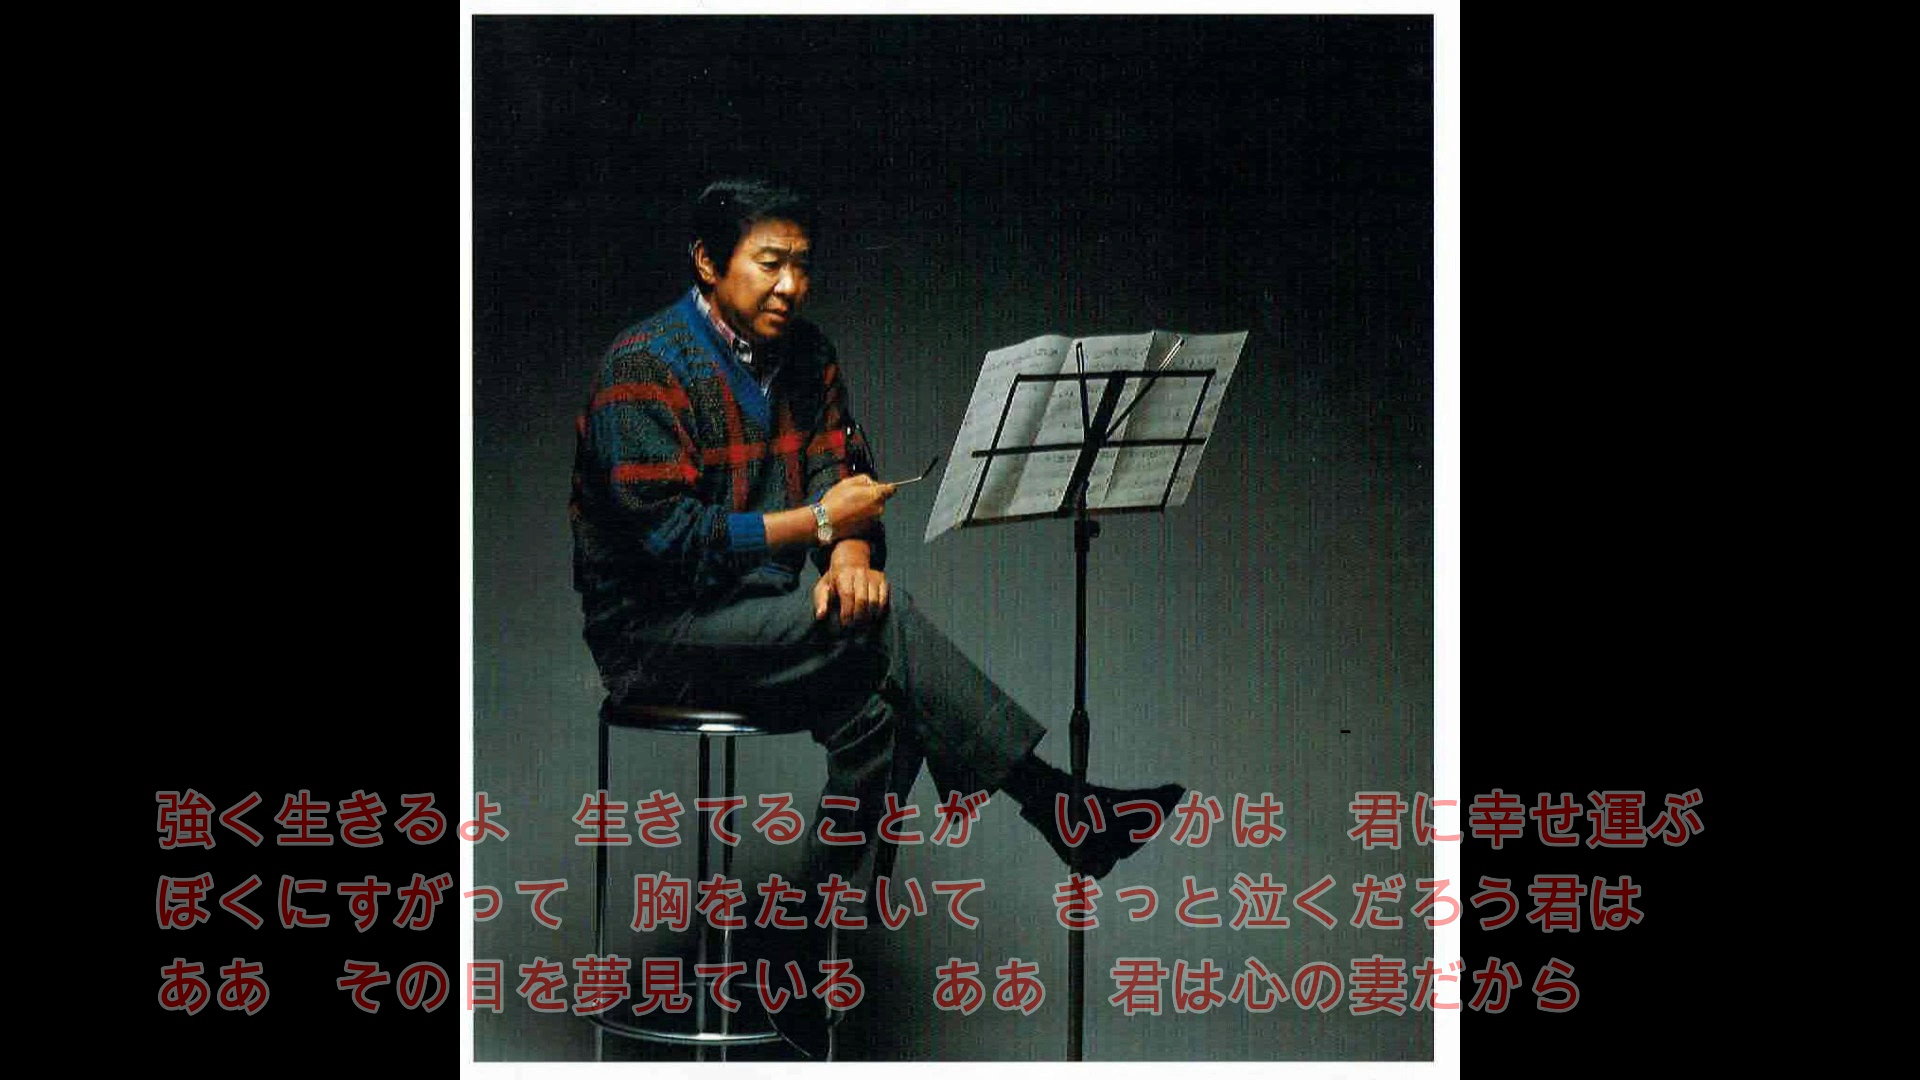 強く生きるよ　生きてることが　いつかは　君に幸せ運ぶ
ぼくにすがって　胸をたたいて　きっと泣くだろう君は
ああ　その日を夢見ている　ああ　君は心の妻だから